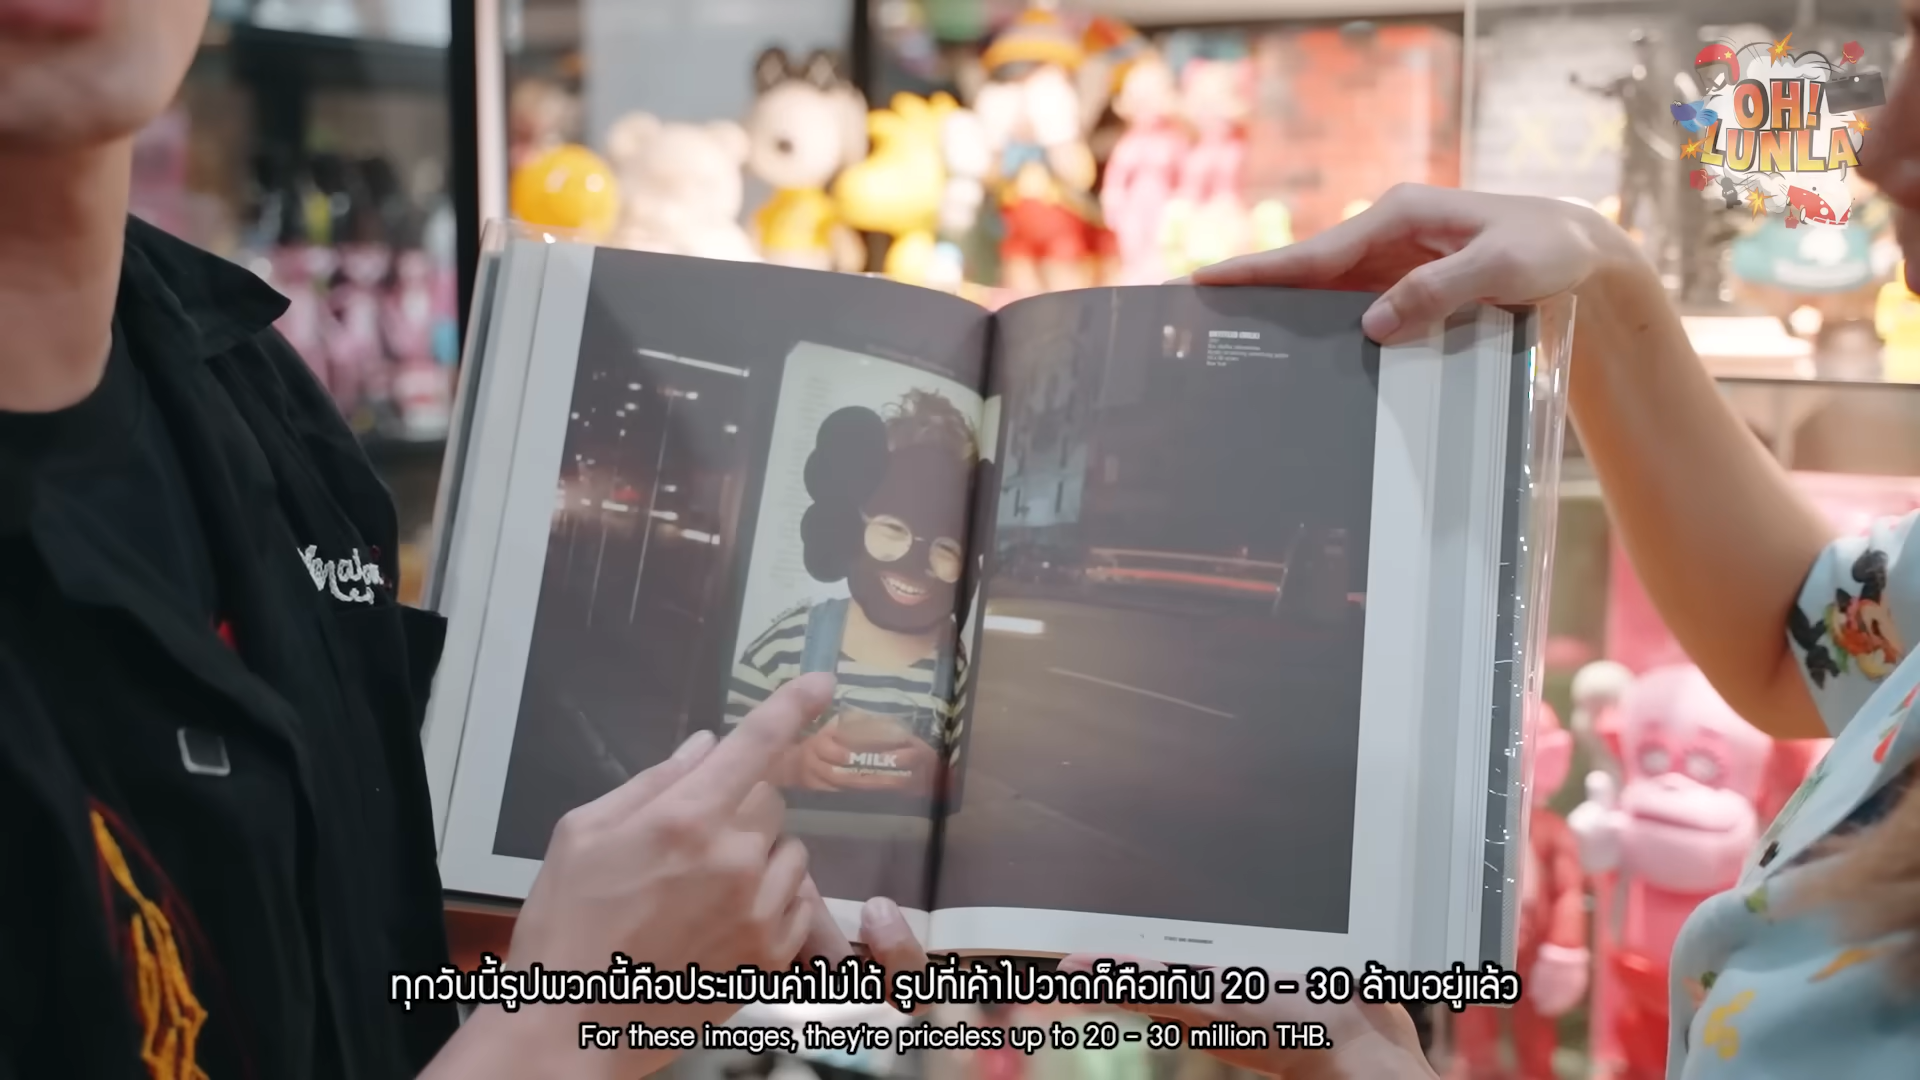 OH!
LUNLA
MILK
ทุกวันนี้รูปพวกนี้คือประเมินค่าไม่ได้ รูปที่เค้าไปวาดก็คือเกิน 20 - 30 ล้านอยู่แล้ว
For these images, they're priceless up to 20 - 30 million THB.